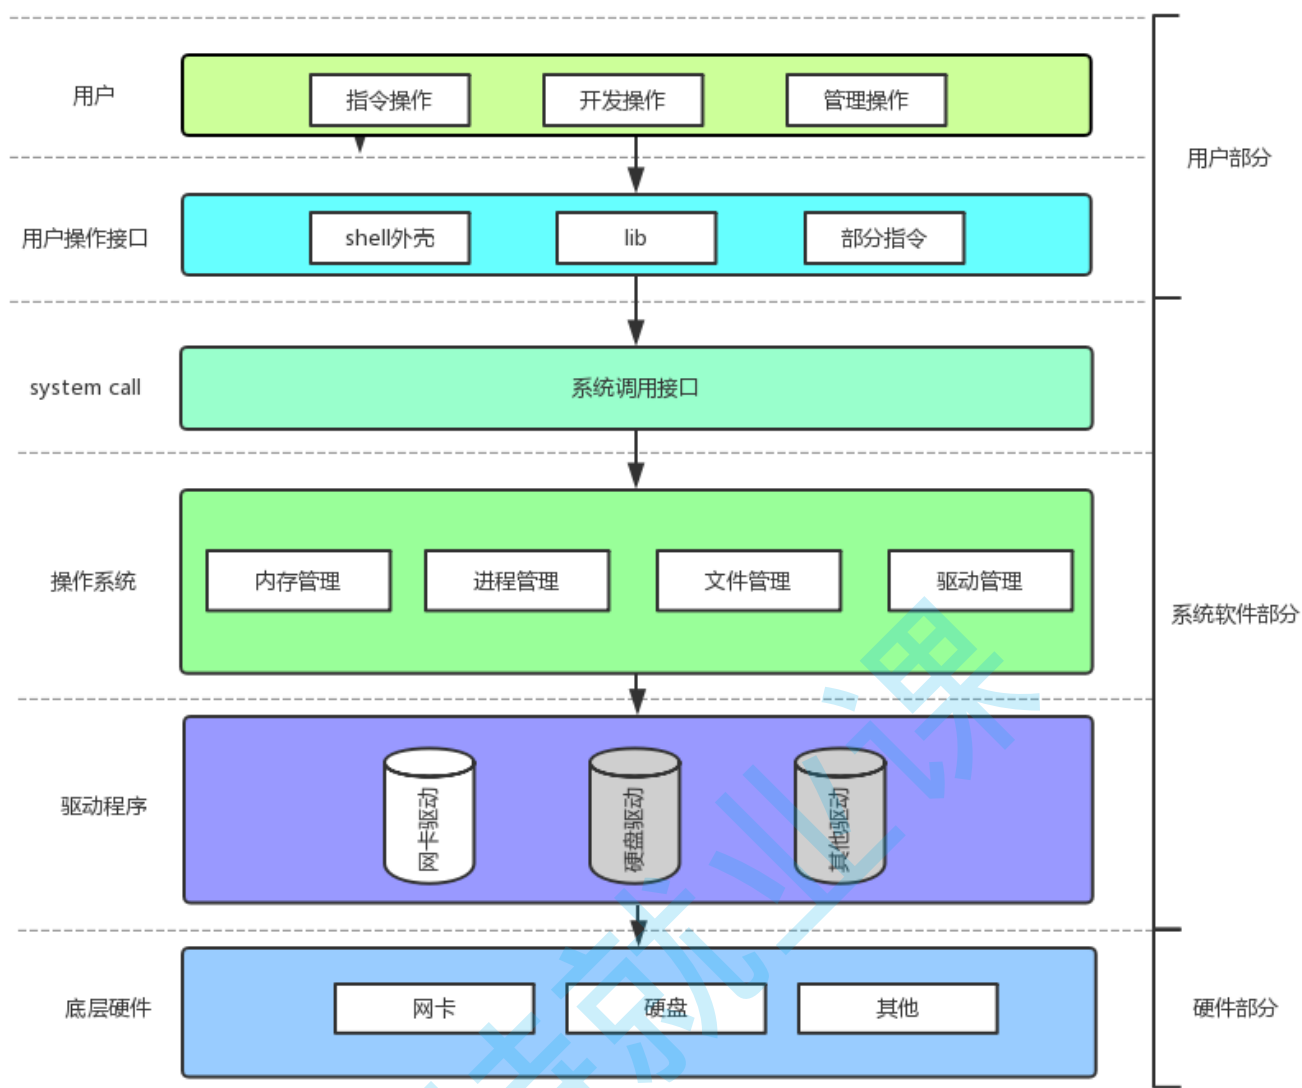 用户
指令操作
开发操作
管理操作
用户部分
用户操作接口
shell外壳
lib
部分指令
system call
系统调用接口
操作系统
内存管理
进程管理
文件管理
驱动管理
系统软件部分
驱动程序
网卡驱动
硬盘驱动
其他驱动
底层硬件
网卡
硬盘
其他
硬件部分
就业课